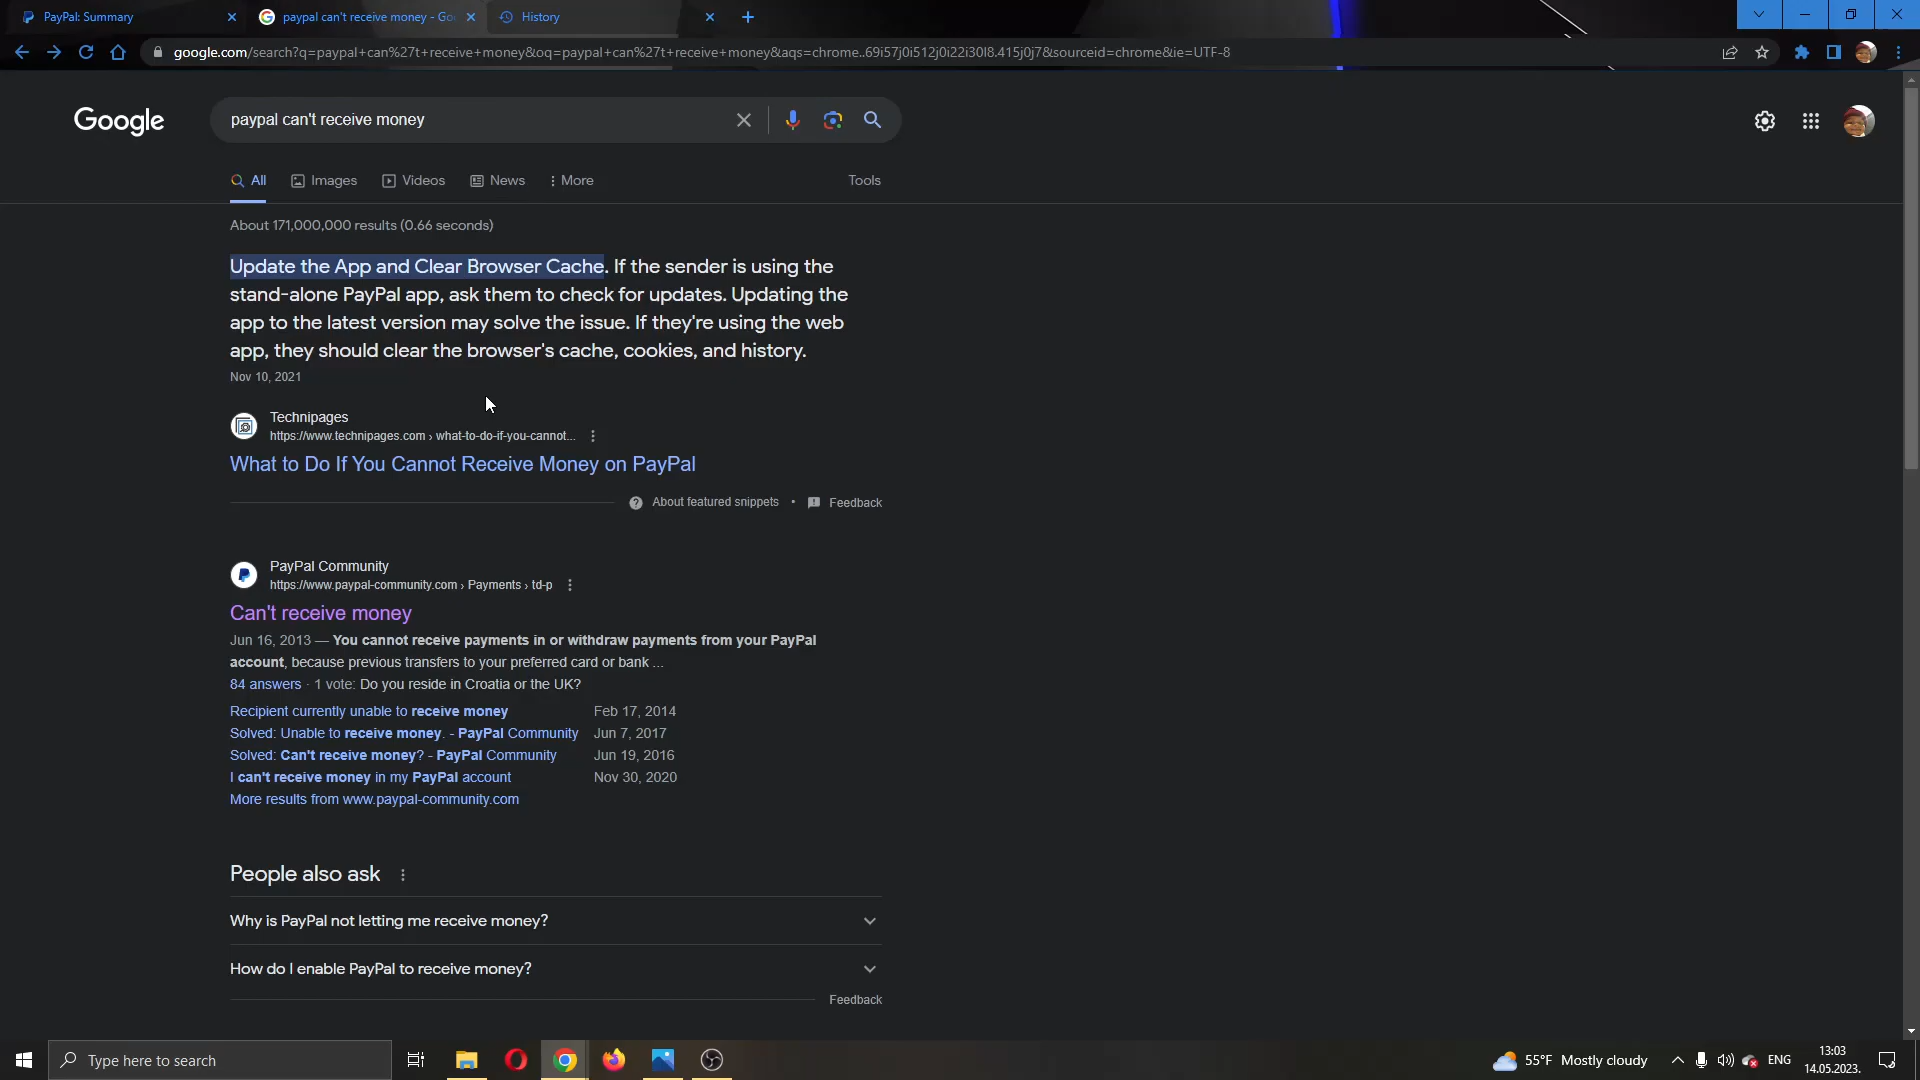 PayPal: Summary
paypal can't receive money - Go
History
google.com/search?q=paypal+can%27t+receive+money&oq=paypal+can%27t+receive+money&aqs=chrome..69i57j0i512j0i22i30l8.415j0j7&sourceid=chrome&ie=UTF-8
Google
paypal can't receive money
All
Images
Videos
News
More
Tools
About 171,000,000 results (0.66 seconds)
Update the App and Clear Browser Cache. If the sender is using the
stand-alone PayPal app, ask them to check for updates. Updating the
app to the latest version may solve the issue. If they're using the web
app, they should clear the browser's cache, cookies, and history.
Nov 10, 2021
Technipages
https://www.technipages.com › what-to-do-if-you-cannot...
What to Do If You Cannot Receive Money on PayPal
About featured snippets • Feedback
PayPal Community
https://www.paypal-community.com › Payments › td-p
Can't receive money
Jun 16, 2013 — You cannot receive payments in or withdraw payments from your PayPal
account, because previous transfers to your preferred card or bank ...
84 answers · 1 vote: Do you reside in Croatia or the UK?
Recipient currently unable to receive money Feb 17, 2014
Solved: Unable to receive money. - PayPal Community Jun 7, 2017
Solved: Can't receive money? - PayPal Community Jun 19, 2016
I can't receive money in my PayPal account Nov 30, 2020
More results from www.paypal-community.com
People also ask
Why is PayPal not letting me receive money?
How do I enable PayPal to receive money?
Feedback
Type here to search
55°F Mostly cloudy
ENG
13:03
14.05.2023.